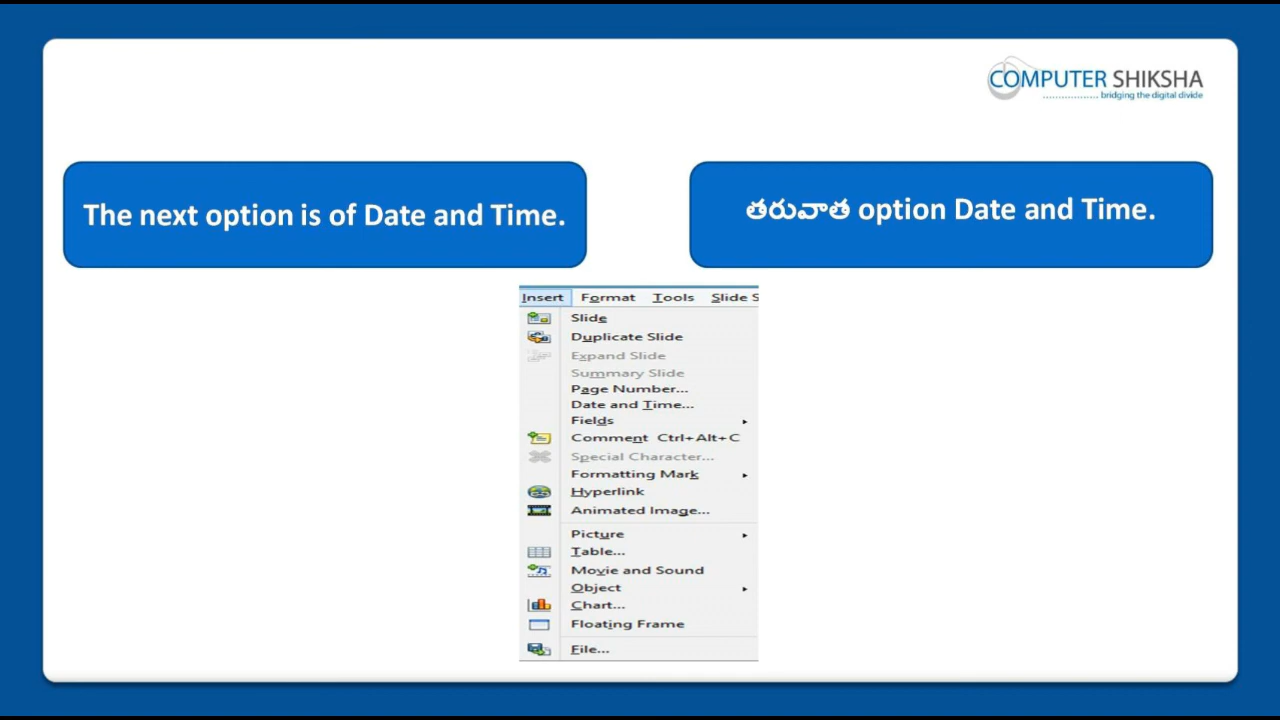 COMPUTER SHIKSHA
bridging the digital divide
The next option is of Date and Time.
తరువాత option Date and Time.
Insert Format Tools Slide S
Slide
Duplicate Slide
Expand Slide
Summary Slide
Page Number...
Date and Time...
Fields
Comment Ctrl+Alt+C
Special Character...
Formatting Mark
Hyperlink
Animated Image...
Picture
Table...
Movie and Sound
Object
Chart...
Floating Frame
File...